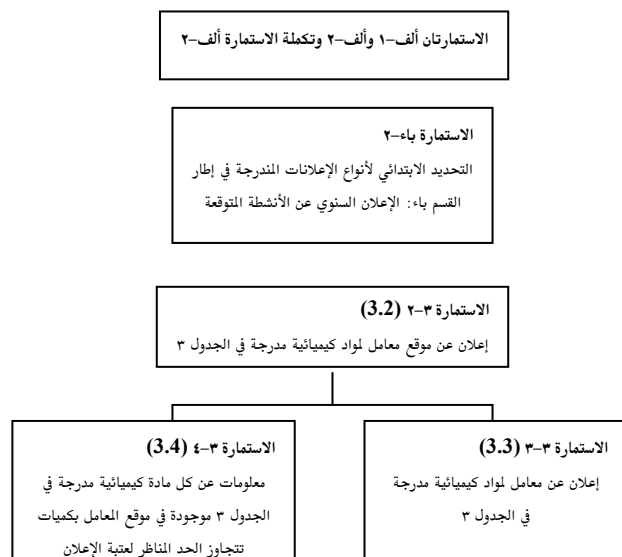 الاستمارتان ألف-١ وألف-٢ وتكملة الاستمارة ألف-٢
الاستمارة باء-٢
التحديد الابتدائي لأنواع الإعلانات المندرجة في إطار
القسم باء: الإعلان السنوي عن الأنشطة المتوقعة
الاستمارة ٣-٢ (3.2)
إعلان عن موقع معامل لمواد كيميائية مدرجة في الجدول ٣
الاستمارة ٣-٣ (3.3)
إعلان عن معامل لمواد كيميائية مدرجة
في الجدول ٣
الاستمارة ٣-٤ (3.4)
معلومات عن كل مادة كيميائية مدرجة في
الجدول ٣ موجودة في موقع المعامل بكميات
تتجاوز الحد المناظر لعتبة الإعلان